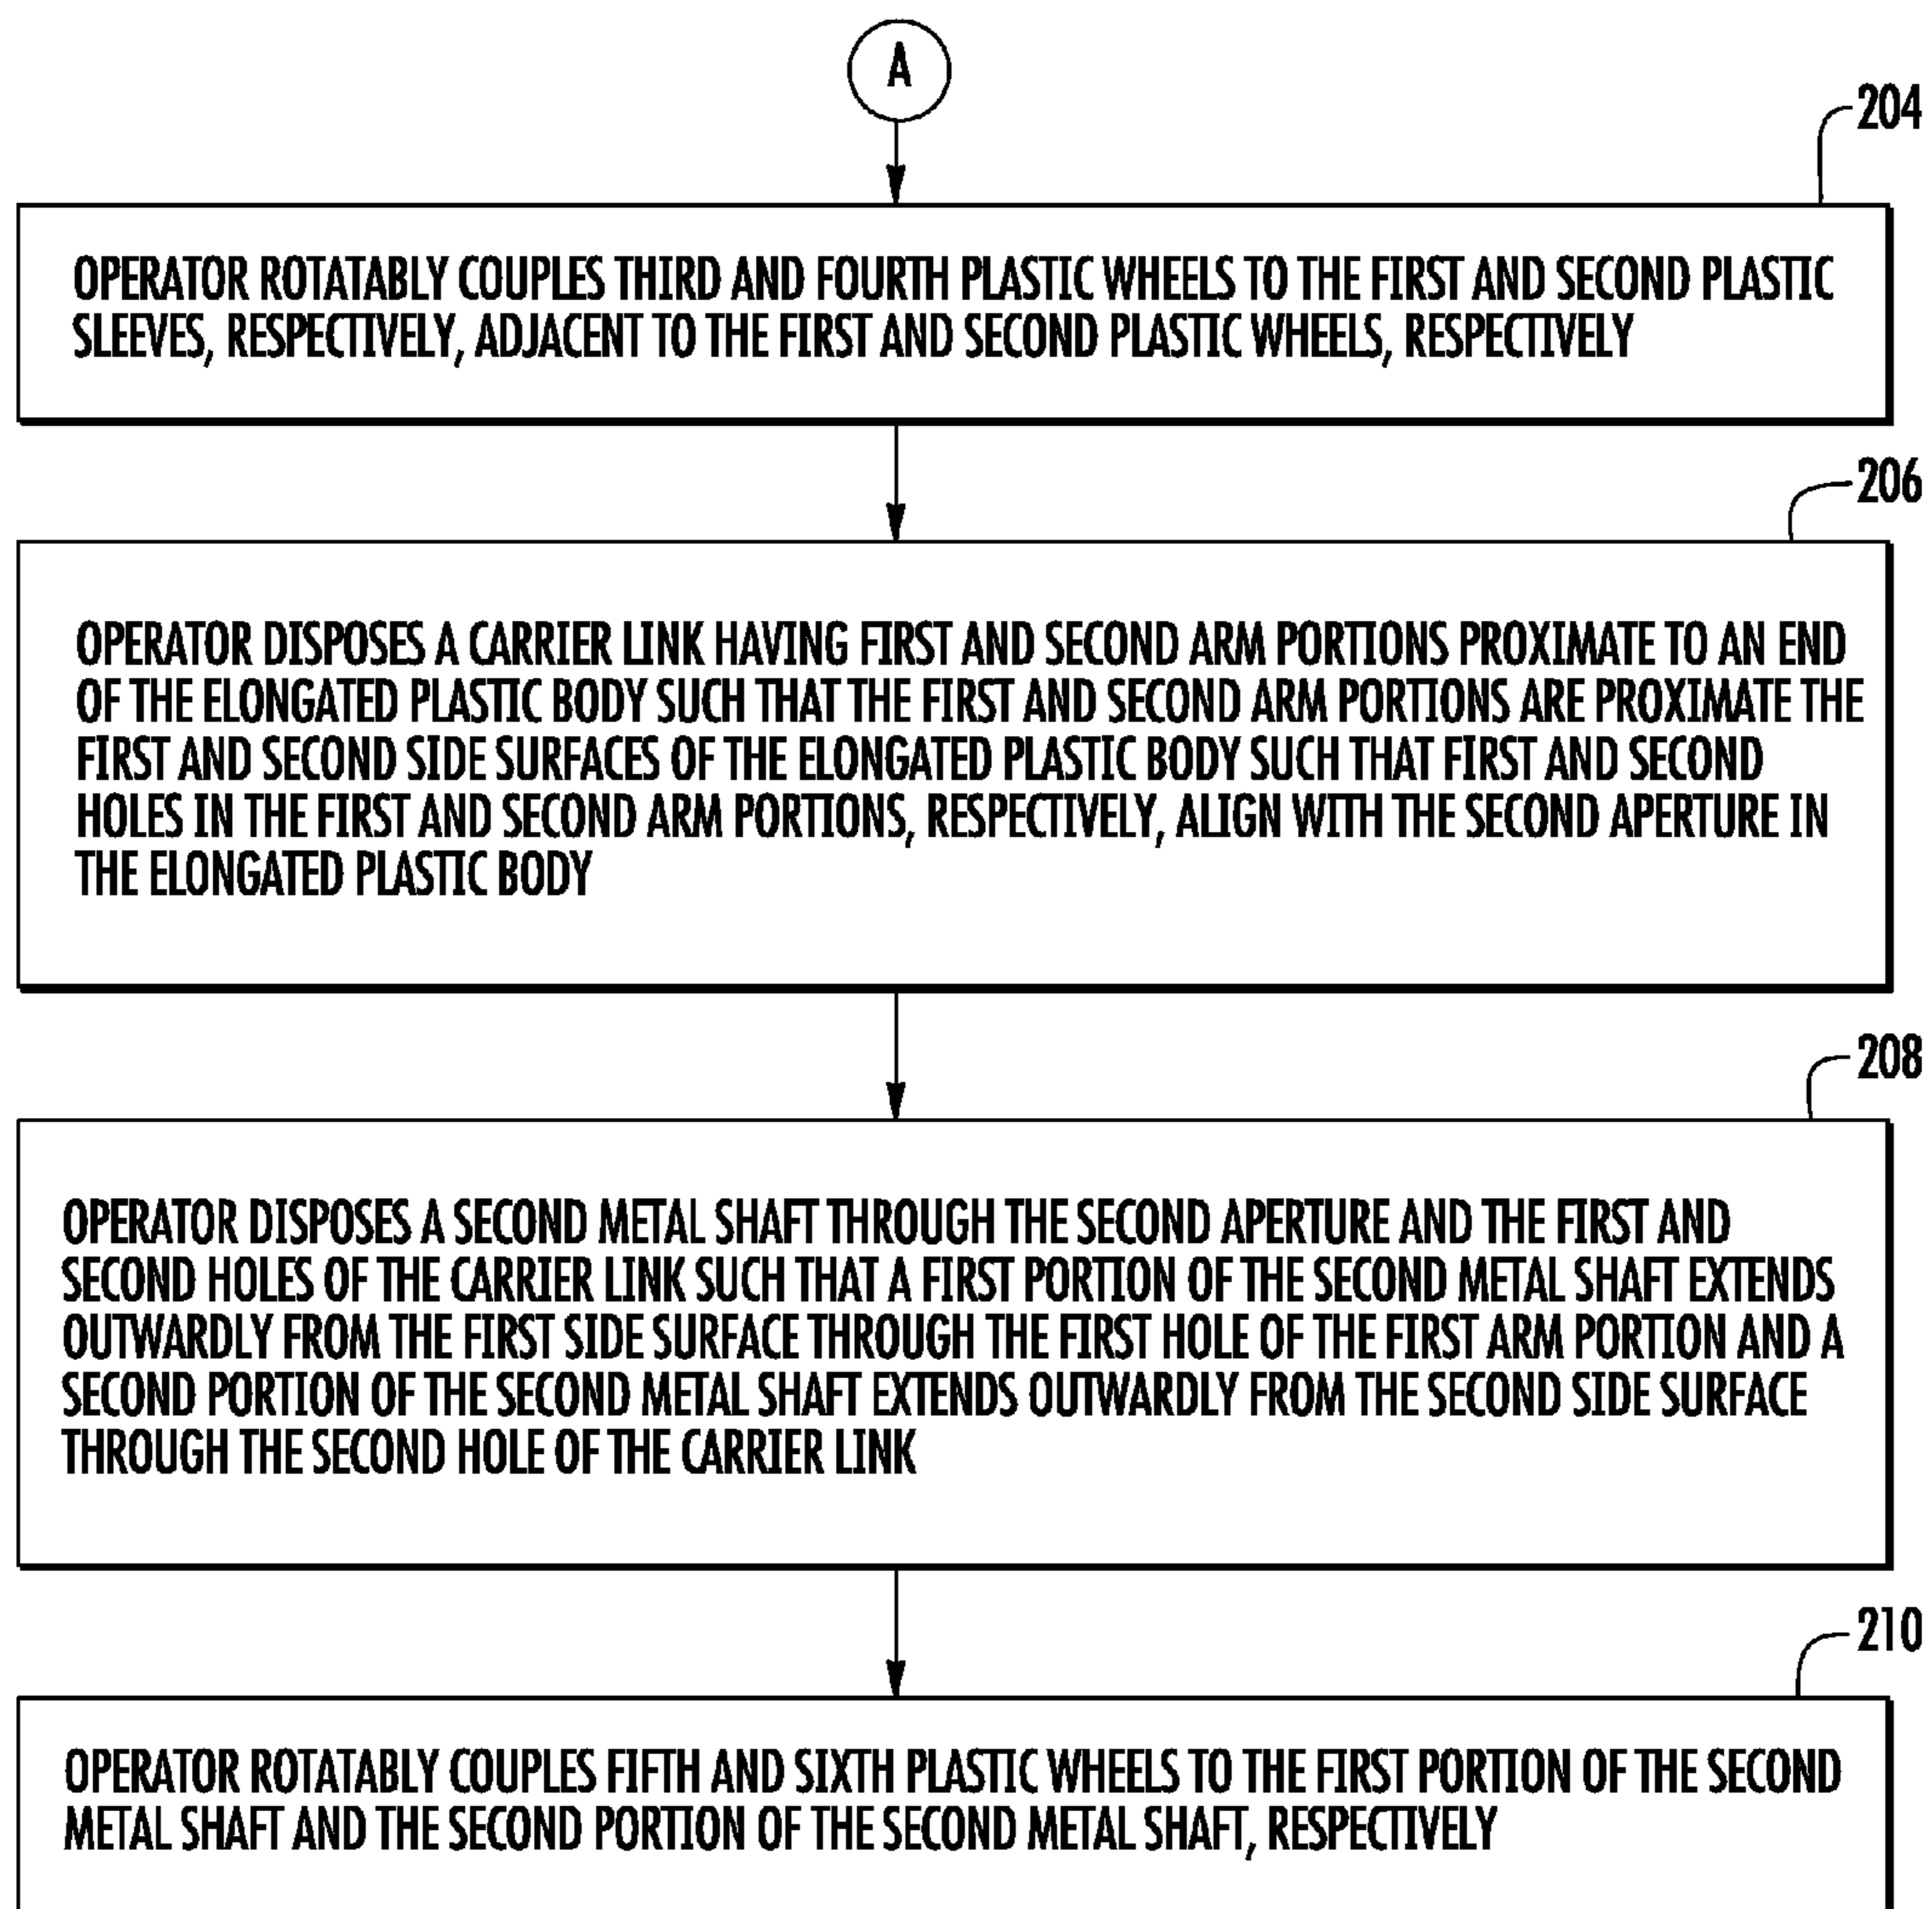 A
204
OPERATOR ROTATABLY COUPLES THIRD AND FOURTH PLASTIC WHEELS TO THE FIRST AND SECOND PLASTIC
SLEEVES, RESPECTIVELY, ADJACENT TO THE FIRST AND SECOND PLASTIC WHEELS, RESPECTIVELY
206
OPERATOR DISPOSES A CARRIER LINK HAVING FIRST AND SECOND ARM PORTIONS PROXIMATE TO AN END
OF THE ELONGATED PLASTIC BODY SUCH THAT THE FIRST AND SECOND ARM PORTIONS ARE PROXIMATE THE
FIRST AND SECOND SIDE SURFACES OF THE ELONGATED PLASTIC BODY SUCH THAT FIRST AND SECOND
HOLES IN THE FIRST AND SECOND ARM PORTIONS, RESPECTIVELY, ALIGN WITH THE SECOND APERTURE IN
THE ELONGATED PLASTIC BODY
208
OPERATOR DISPOSES A SECOND METAL SHAFT THROUGH THE SECOND APERTURE AND THE FIRST AND
SECOND HOLES OF THE CARRIER LINK SUCH THAT A FIRST PORTION OF THE SECOND METAL SHAFT EXTENDS
OUTWARDLY FROM THE FIRST SIDE SURFACE THROUGH THE FIRST HOLE OF THE FIRST ARM PORTION AND A
SECOND PORTION OF THE SECOND METAL SHAFT EXTENDS OUTWARDLY FROM THE SECOND SIDE SURFACE
THROUGH THE SECOND HOLE OF THE CARRIER LINK
210
OPERATOR ROTATABLY COUPLES FIFTH AND SIXTH PLASTIC WHEELS TO THE FIRST PORTION OF THE SECOND
METAL SHAFT AND THE SECOND PORTION OF THE SECOND METAL SHAFT, RESPECTIVELY